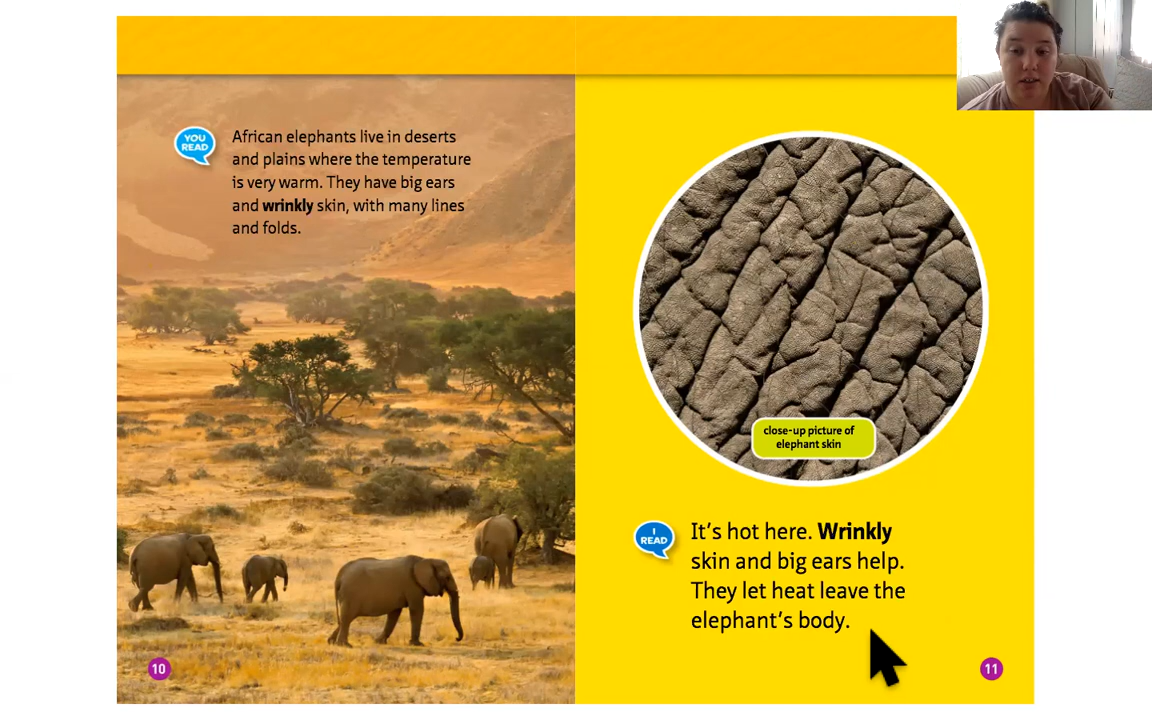 YOU
READ
African elephants live in deserts
and plains where the temperature
is very warm. They have big ears
and wrinkly skin, with many lines
and folds.
10
close-up picture of
elephant skin
I
READ
It's hot here. Wrinkly
skin and big ears help.
They let heat leave the
elephant's body.
11